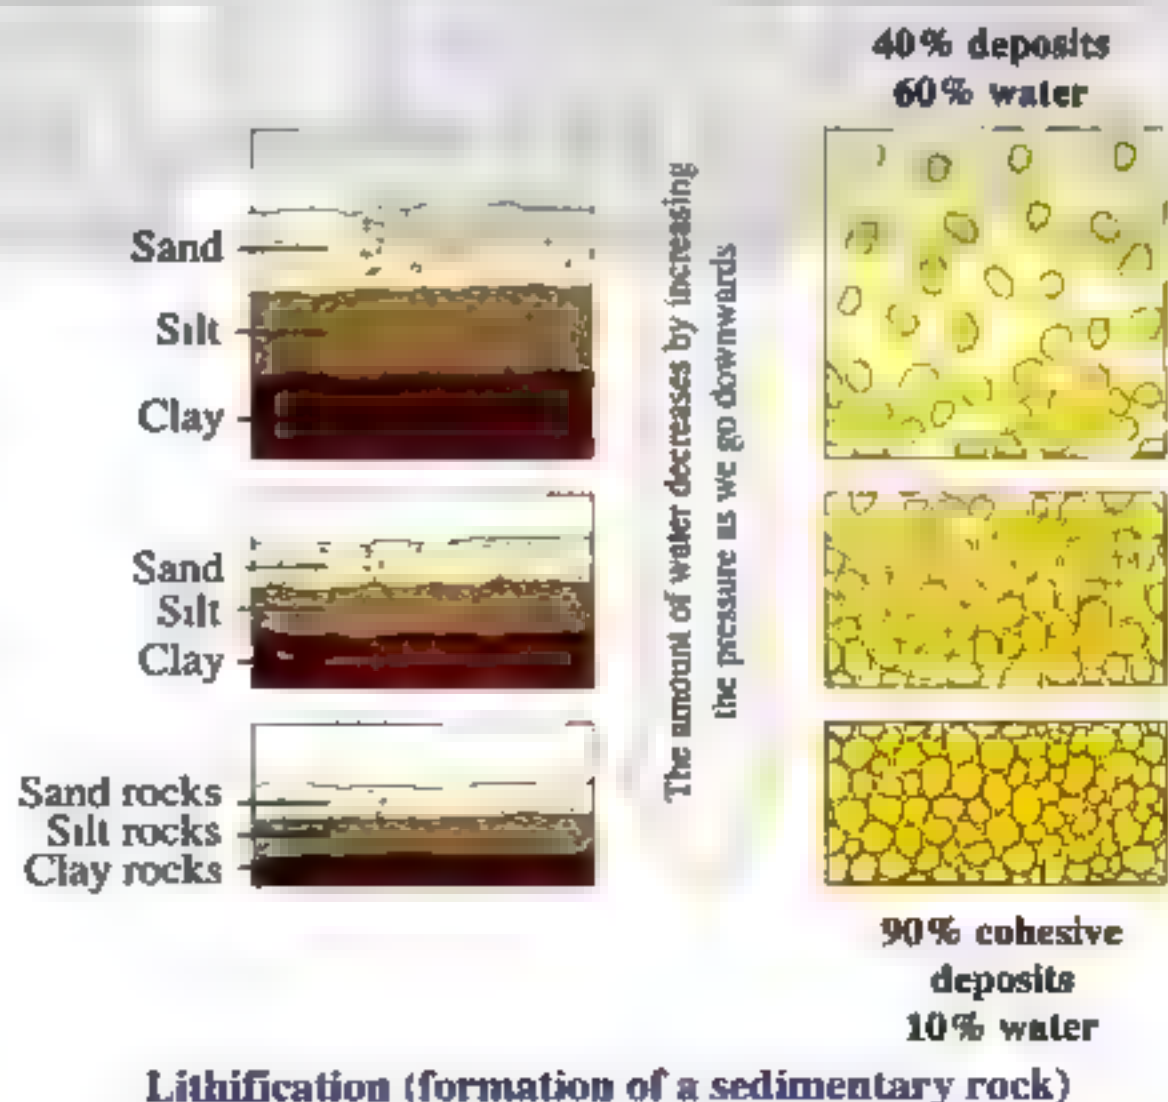 40% deposits
60% water
Sand
Silt
Clay
The amount of water decreases by increasing
the pressure as we go downwards
Sand
Silt
Clay
Sand rocks
Silt rocks
Clay rocks
90% cohesive
deposits
10% water
Lithification (formation of a sedimentary rock)